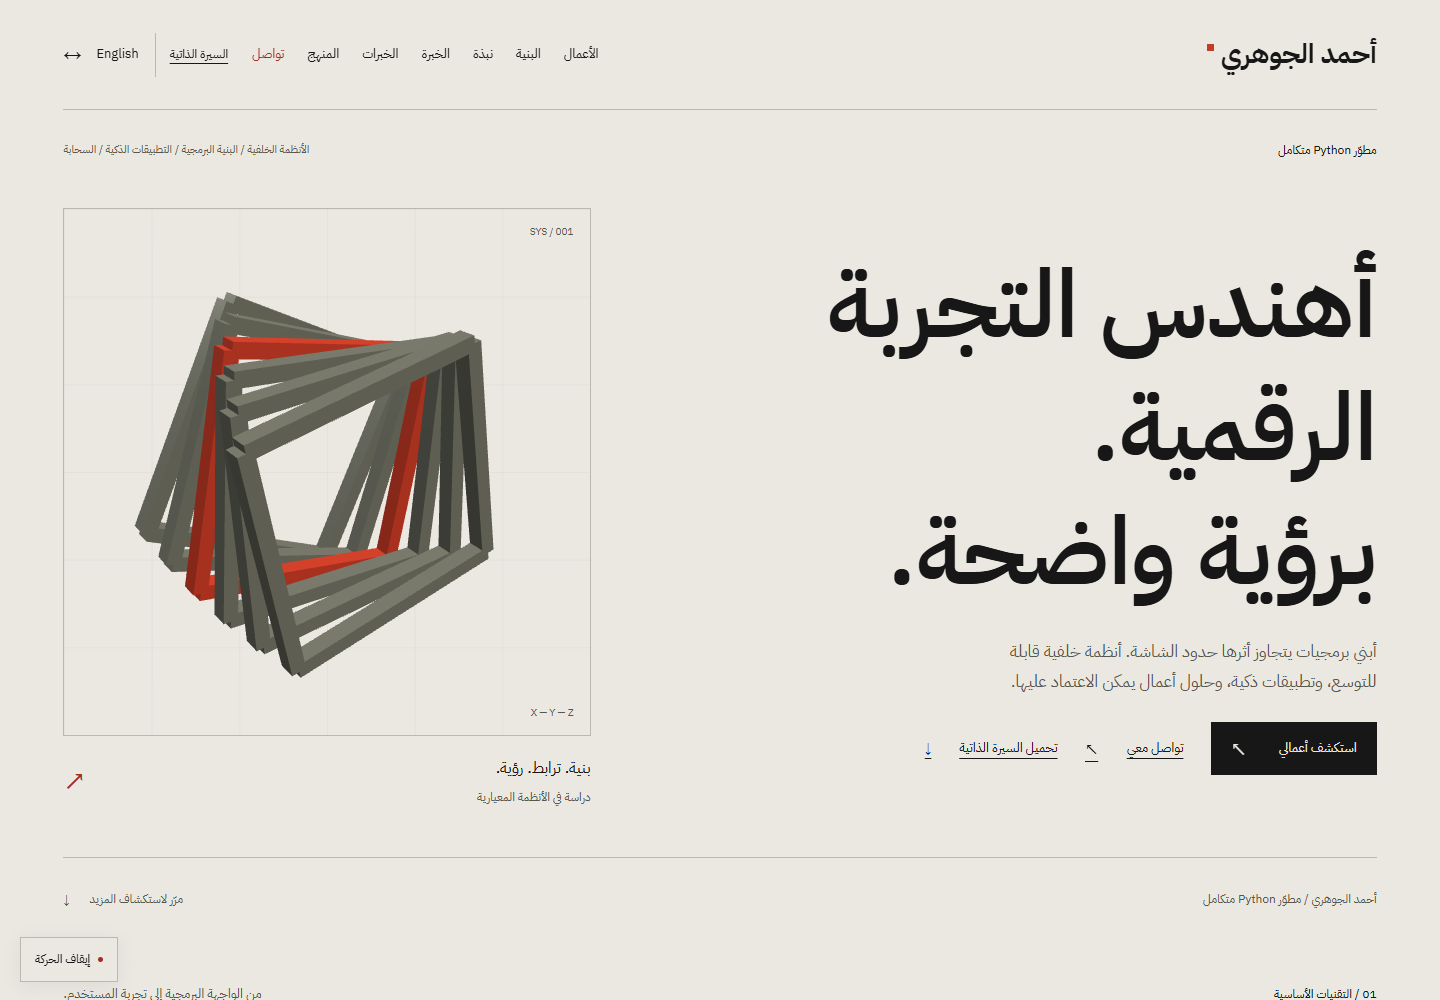 أحمد الجوهري
الأعمال البنية نبذة الخبرة الخبرات المنهج تواصل السيرة الذاتية English ↔
مطوّر Python متكامل
الأنظمة الخلفية / البنية البرمجية / التطبيقات الذكية / السحابة
أهندس التجربة
الرقمية.
برؤية واضحة.
أبني برمجيات يتجاوز أثرها حدود الشاشة. أنظمة خلفية قابلة
للتوسع، وتطبيقات ذكية، وحلول أعمال يمكن الاعتماد عليها.
استكشف أعمالي ↖ تواصل معي ↖ تحميل السيرة الذاتية ↓
SYS / 001
X — Y — Z
بنية. ترابط. رؤية. ↗
دراسة في الأنظمة المعيارية
أحمد الجوهري / مطوّر Python متكامل
مرّر لاستكشاف المزيد ↓
إيقاف الحركة
01 / التقنيات الأساسية
من الواجهة البرمجية إلى تجربة المستخدم.